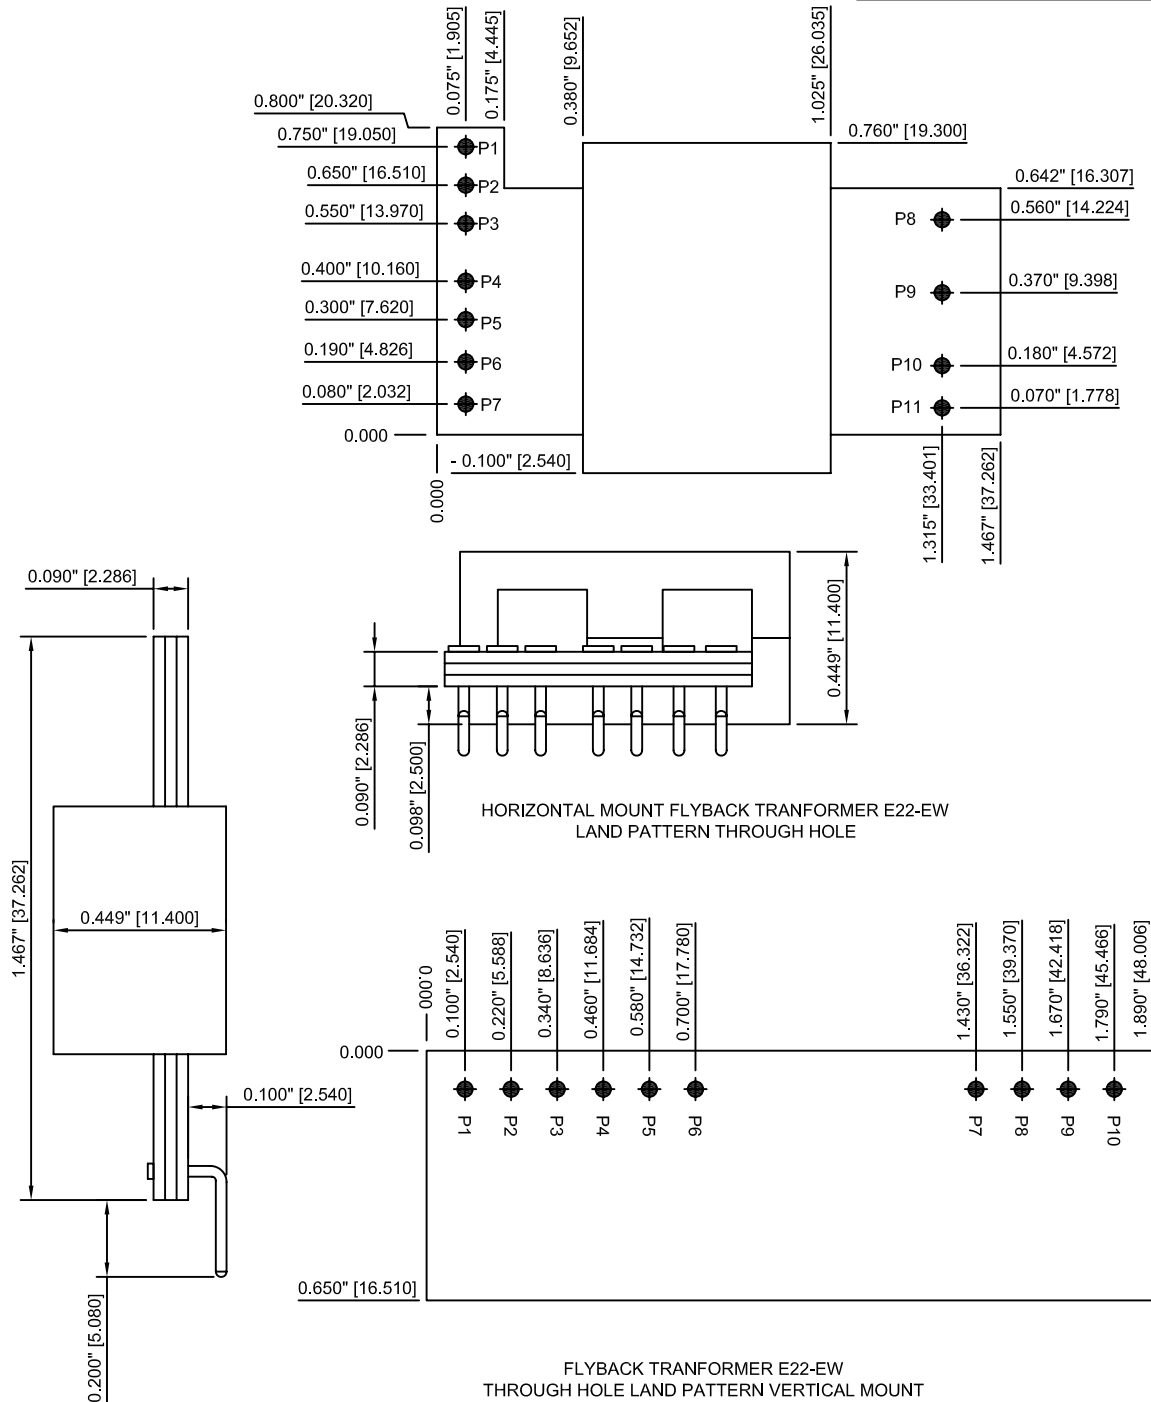 0.075" [1.905]
0.175" [4.445]
0.380" [9.652]
1.025" [26.035]
0.800" [20.320]
0.760" [19.300]
0.750" [19.050]
P1
0.650" [16.510]
P2
0.642" [16.307]
0.550" [13.970]
P3
P8
0.560" [14.224]
0.400" [10.160]
P4
P9
0.370" [9.398]
0.300" [7.620]
P5
0.190" [4.826]
P6
P10
0.180" [4.572]
0.080" [2.032]
P7
P11
0.070" [1.778]
0.000
- 0.100" [2.540]
0.000
1.315" [33.401]
1.467" [37.262]
0.090" [2.286]
0.449" [11.400]
0.090" [2.286]
0.098" [2.500]
HORIZONTAL MOUNT FLYBACK TRANFORMER E22-EW
LAND PATTERN THROUGH HOLE
1.467" [37.262]
0.449" [11.400]
0.100" [2.540]
0.200" [5.080]
0.000
0.100" [2.540]
0.220" [5.588]
0.340" [8.636]
0.460" [11.684]
0.580" [14.732]
0.700" [17.780]
1.430" [36.322]
1.550" [39.370]
1.670" [42.418]
1.790" [45.466]
1.890" [48.006]
0.000
P1
P2
P3
P4
P5
P6
P7
P8
P9
P10
0.650" [16.510]
FLYBACK TRANFORMER E22-EW
THROUGH HOLE LAND PATTERN VERTICAL MOUNT